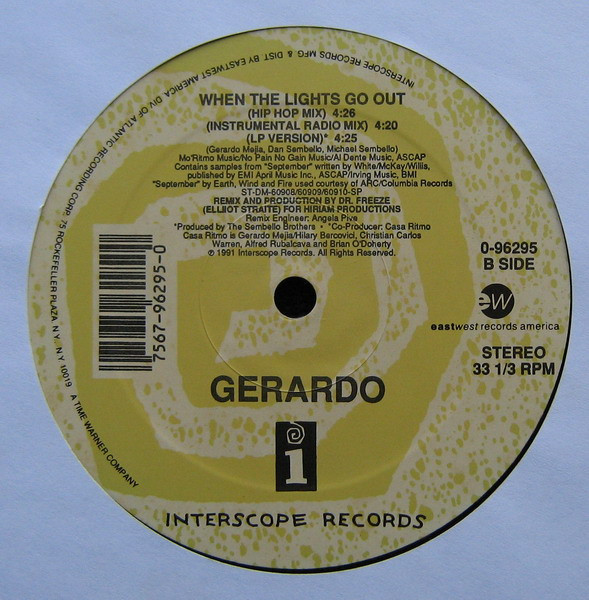 INTERSCOPE RECORDS MFG & DIST BY EASTWEST AMERICA DIV OF ATLANTIC RECORDING CORP 75 ROCKEFELLER PLAZA N.Y. N.Y. 10019 A TIME WARNER COMPANY
WHEN THE LIGHTS GO OUT
(HIP HOP MIX) 4:26
(INSTRUMENTAL RADIO MIX) 4:20
(LP VERSION)* 4:25
(Gerardo Mejia, Dan Sembello, Michael Sembello)
Mo'Ritmo Music/No Pain No Gain Music/Al Dente Music, ASCAP
Contains samples from "September" written by White/McKay/Willis,
published by EMI April Music Inc., ASCAP/Irving Music, BMI
"September" by Earth, Wind and Fire used courtesy of ARC/Columbia Records
ST-DM-60908/60909/60910-SP
REMIX AND PRODUCTION BY DR. FREEZE
(ELLIOT STRAITE) FOR HIRIAM PRODUCTIONS
Remix Engineer: Angela Piva
*Produced by The Sembello Brothers • *Co-Producer: Casa Ritmo
Casa Ritmo is Gerardo Mejia/Hilary Bercovici, Christian Carlos
Warren, Alfred Rubalcava and Brian O'Doherty
℗ 1991 Interscope Records. All Rights Reserved.
7567-96295-0
0-96295
B SIDE
ew
eastwest records america
STEREO
33 1/3 RPM
GERARDO
i
INTERSCOPE RECORDS